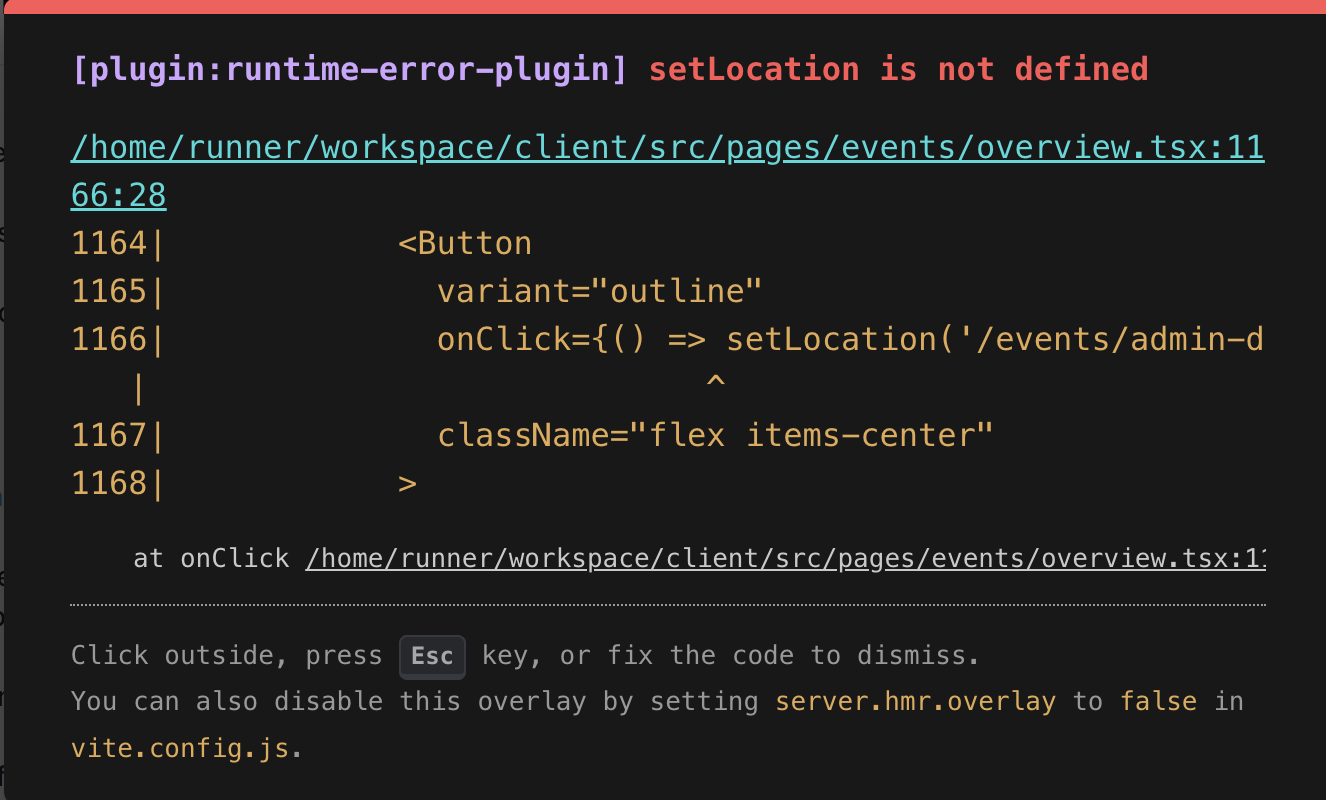 [plugin:runtime-error-plugin] setLocation is not defined
/home/runner/workspace/client/src/pages/events/overview.tsx:11
66:28
1164|            <Button
1165|              variant="outline"
1166|              onClick={() => setLocation('/events/admin-d
    |                            ^
1167|              className="flex items-center"
1168|            >
at onClick /home/runner/workspace/client/src/pages/events/overview.tsx:11
Click outside, press Esc key, or fix the code to dismiss.
You can also disable this overlay by setting server.hmr.overlay to false in
vite.config.js.